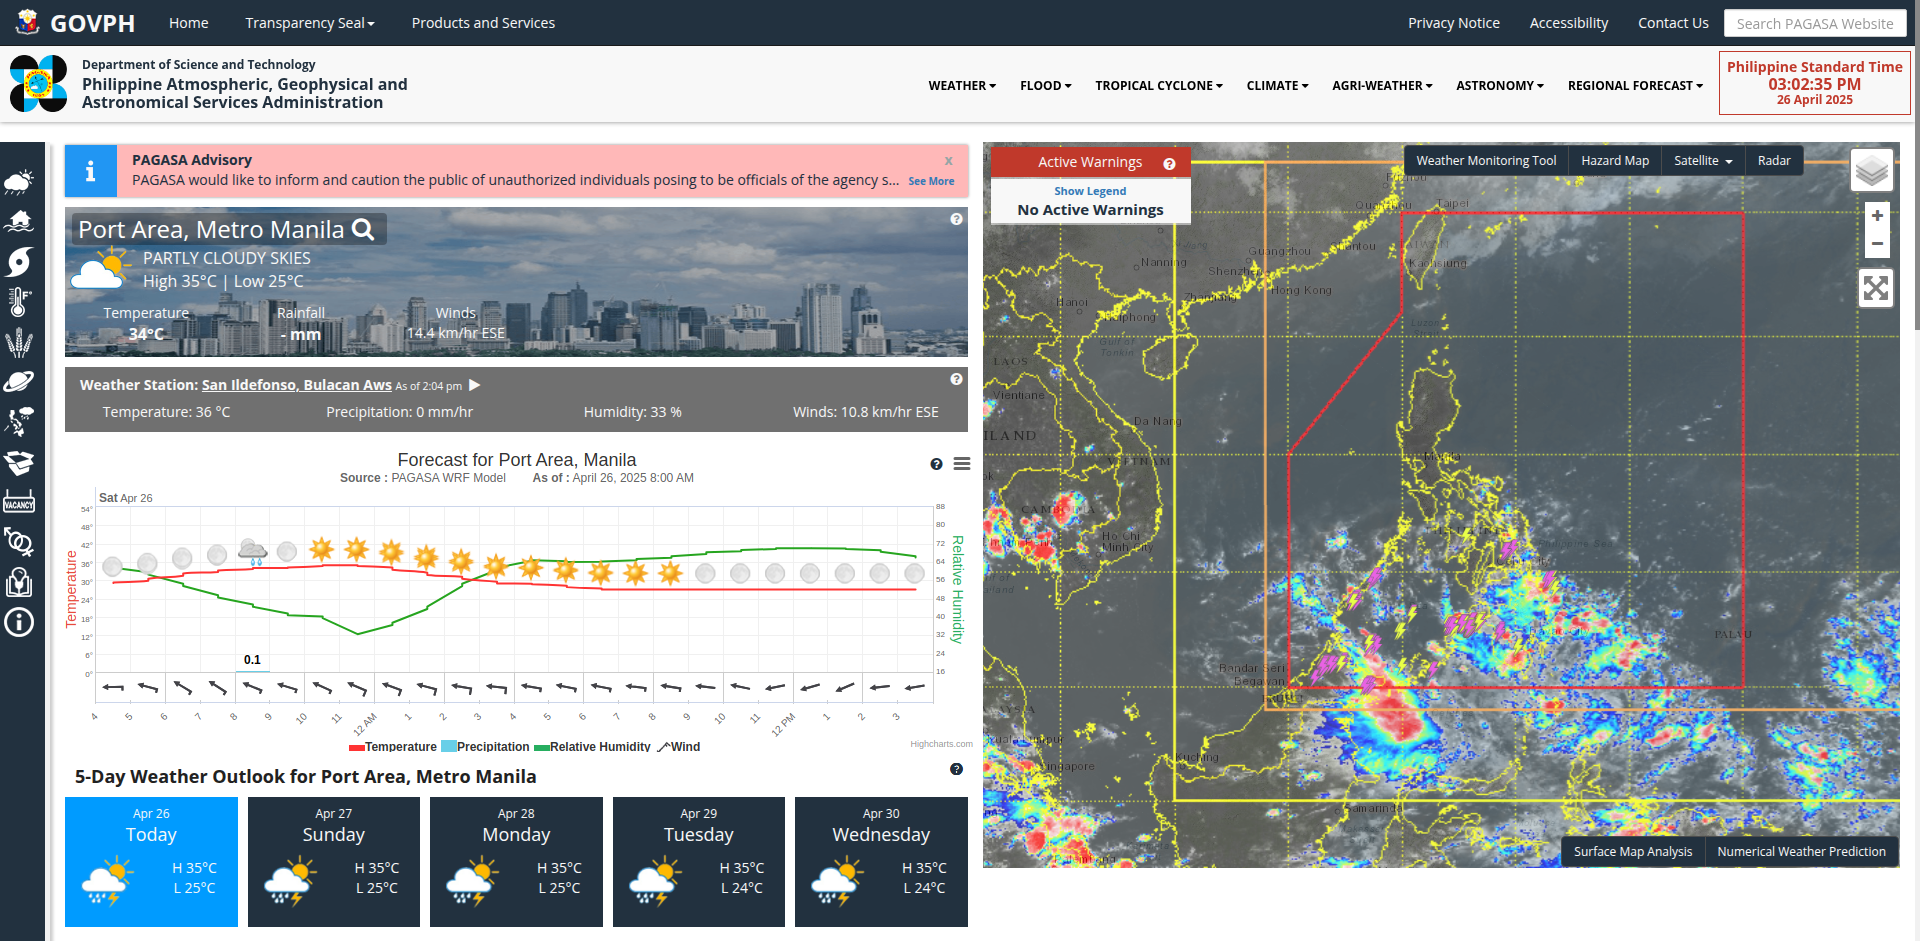 GOVPH
Home
Transparency Seal
Products and Services
Privacy Notice
Accessibility
Contact Us
Search PAGASA Website
Department of Science and Technology
Philippine Atmospheric, Geophysical and
Astronomical Services Administration
WEATHER
FLOOD
TROPICAL CYCLONE
CLIMATE
AGRI-WEATHER
ASTRONOMY
REGIONAL FORECAST
Philippine Standard Time
03:02:35 PM
26 April 2025
VACANCY
PAGASA Advisory
x
PAGASA would like to inform and caution the public of unauthorized individuals posing to be officials of the agency s... See More
Port Area, Metro Manila
PARTLY CLOUDY SKIES
High 35°C | Low 25°C
Temperature
Rainfall
Winds
34°C
- mm
14.4 km/hr ESE
Weather Station: San Ildefonso, Bulacan Aws As of 2:04 pm
Temperature: 36 °C
Precipitation: 0 mm/hr
Humidity: 33 %
Winds: 10.8 km/hr ESE
Forecast for Port Area, Manila
Source : PAGASA WRF Model As of : April 26, 2025 8:00 AM
Sat Apr 26
Temperature
54°
48°
42°
36°
30°
24°
18°
12°
6°
0°
0.1
88
80
72
64
56
48
40
32
24
16
Relative Humidity
4 5 6 7 8 9 10 11 12 AM 1 2 3 4 5 6 7 8 9 10 11 12 PM 1 2 3
Temperature Precipitation Relative Humidity Wind
Highcharts.com
5-Day Weather Outlook for Port Area, Metro Manila
Apr 26
Today
H 35°C
L 25°C
Apr 27
Sunday
H 35°C
L 25°C
Apr 28
Monday
H 35°C
L 25°C
Apr 29
Tuesday
H 35°C
L 24°C
Apr 30
Wednesday
H 35°C
L 24°C
Active Warnings
Show Legend
No Active Warnings
Weather Monitoring Tool
Hazard Map
Satellite
Radar
+
−
Taipei
Guangzhou
Kaohsiung
Nanning
Hong Kong
Hanoi
Gulf of
Tonkin
LAOS
Vientiane
Da Nang
VIETNAM
Ho Chi
Minh City
PALAU
Bandar Seri
Begawan
Kuching
Singapore
Samarinda
Surface Map Analysis
Numerical Weather Prediction